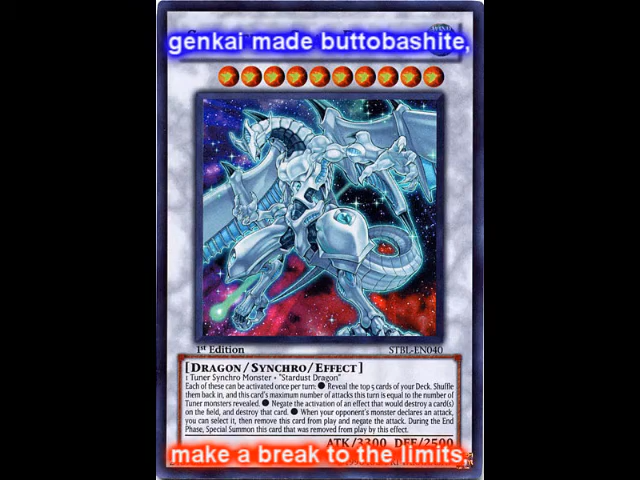 genkai made buttobashite,
WIND
1st Edition
STBL-EN040
[DRAGON/SYNCHRO/EFFECT]
1 Tuner Synchro Monster + "Stardust Dragon"
Each of these can be activated once per turn: ● Reveal the top 5 cards of your Deck. Shuffle
them back in, and this card's maximum number of attacks this turn is equal to the number of
Tuner monsters revealed. ● Negate the activation of an effect that would destroy a card(s)
on the field, and destroy that card. ● When your opponent's monster declares an attack,
you can select it, then remove this card from play and negate the attack. During the End
Phase, Special Summon this card that was removed from play by this effect.
ATK/3300 DEF/2500
make a break to the limits.